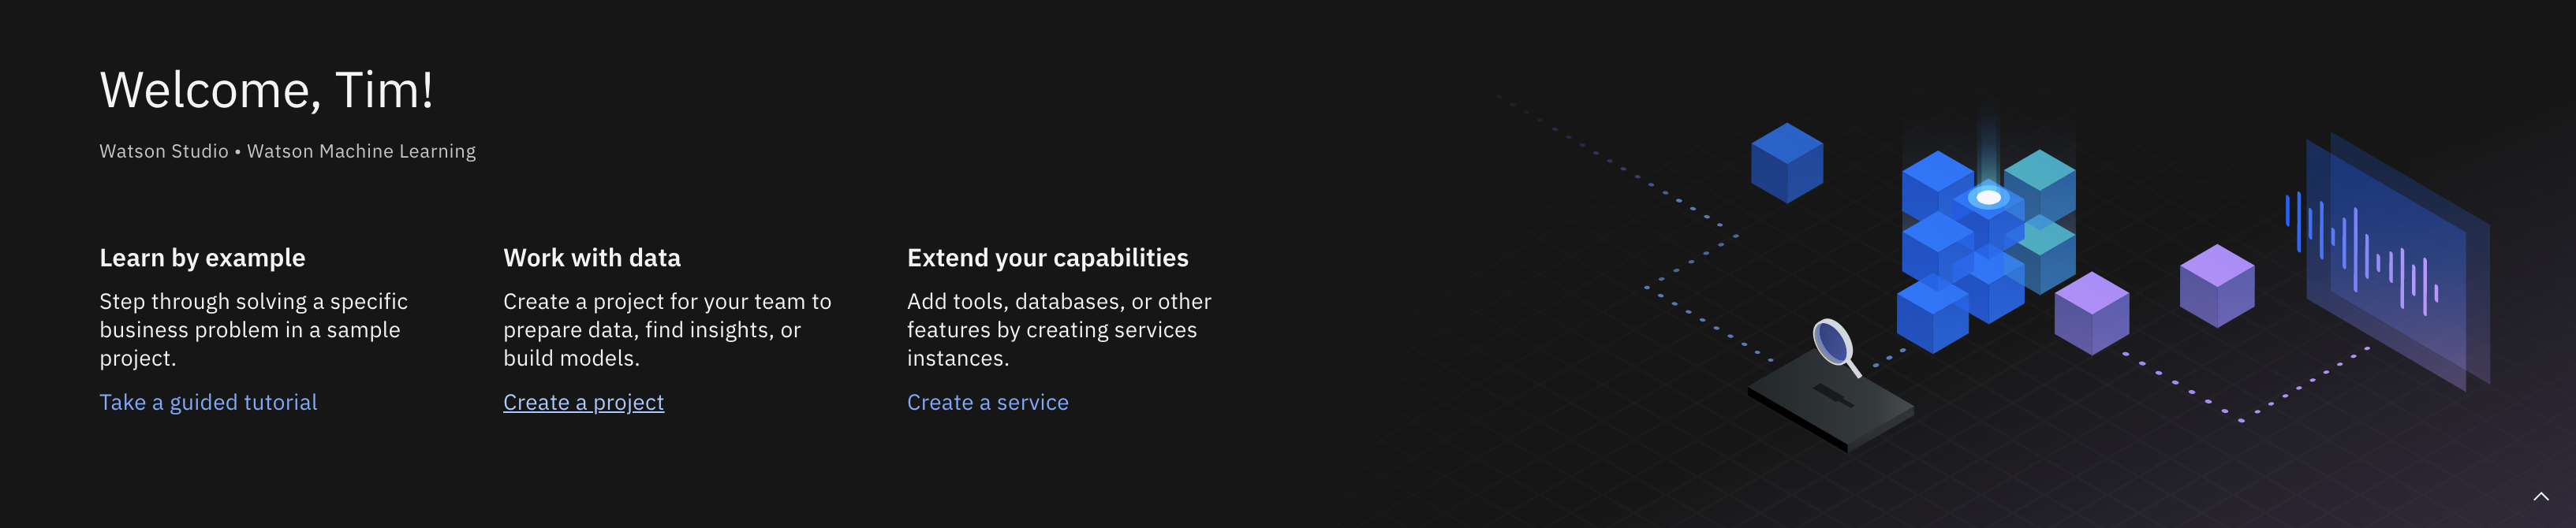 Welcome, Tim!
Watson Studio • Watson Machine Learning
Learn by example
Step through solving a specific
business problem in a sample
project.
Take a guided tutorial
Work with data
Create a project for your team to
prepare data, find insights, or
build models.
Create a project
Extend your capabilities
Add tools, databases, or other
features by creating services
instances.
Create a service